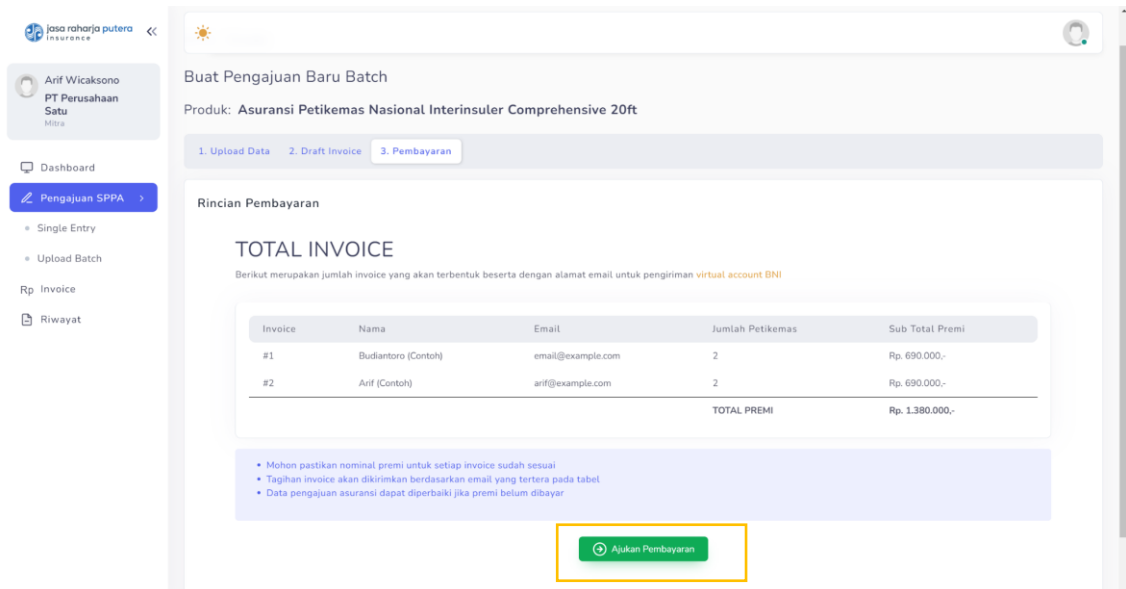 jasa raharja putera
insurance
Arif Wicaksono
PT Perusahaan
Satu
Mitra
Dashboard
Pengajuan SPPA
Single Entry
Upload Batch
Rp Invoice
Riwayat
Buat Pengajuan Baru Batch
Produk: Asuransi Petikemas Nasional Interinsuler Comprehensive 20ft
1. Upload Data 2. Draft Invoice 3. Pembayaran
Rincian Pembayaran
TOTAL INVOICE
Berikut merupakan jumlah invoice yang akan terbentuk beserta dengan alamat email untuk pengiriman virtual account BNI
Invoice Nama Email Jumlah Petikemas Sub Total Premi
#1 Budiantoro (Contoh) email@example.com 2 Rp. 690.000,-
#2 Arif (Contoh) arif@example.com 2 Rp. 690.000,-
TOTAL PREMI Rp. 1.380.000,-
• Mohon pastikan nominal premi untuk setiap invoice sudah sesuai
• Tagihan invoice akan dikirimkan berdasarkan email yang tertera pada tabel
• Data pengajuan asuransi dapat diperbaiki jika premi belum dibayar
Ajukan Pembayaran